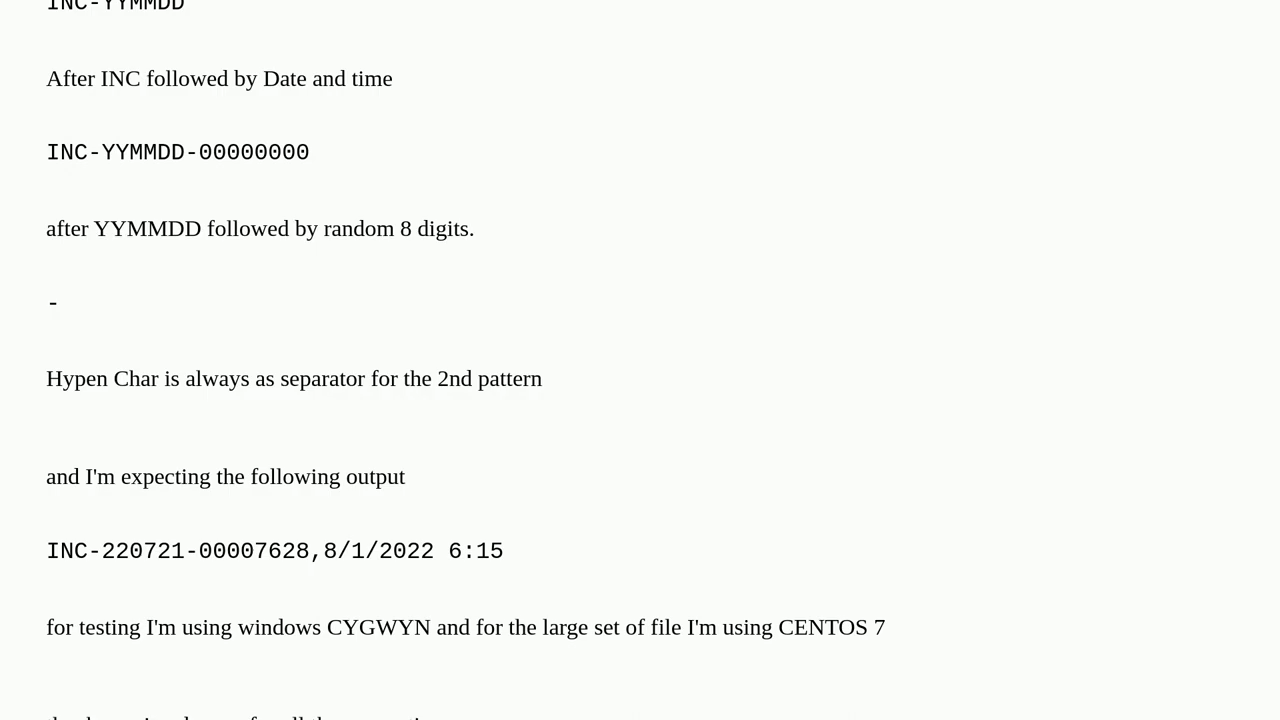 INC-YYMMDD
After INC followed by Date and time
INC-YYMMDD-00000000
after YYMMDD followed by random 8 digits.
-
Hypen Char is always as separator for the 2nd pattern
and I'm expecting the following output
INC-220721-00007628,8/1/2022 6:15
for testing I'm using windows CYGWYN and for the large set of file I'm using CENTOS 7